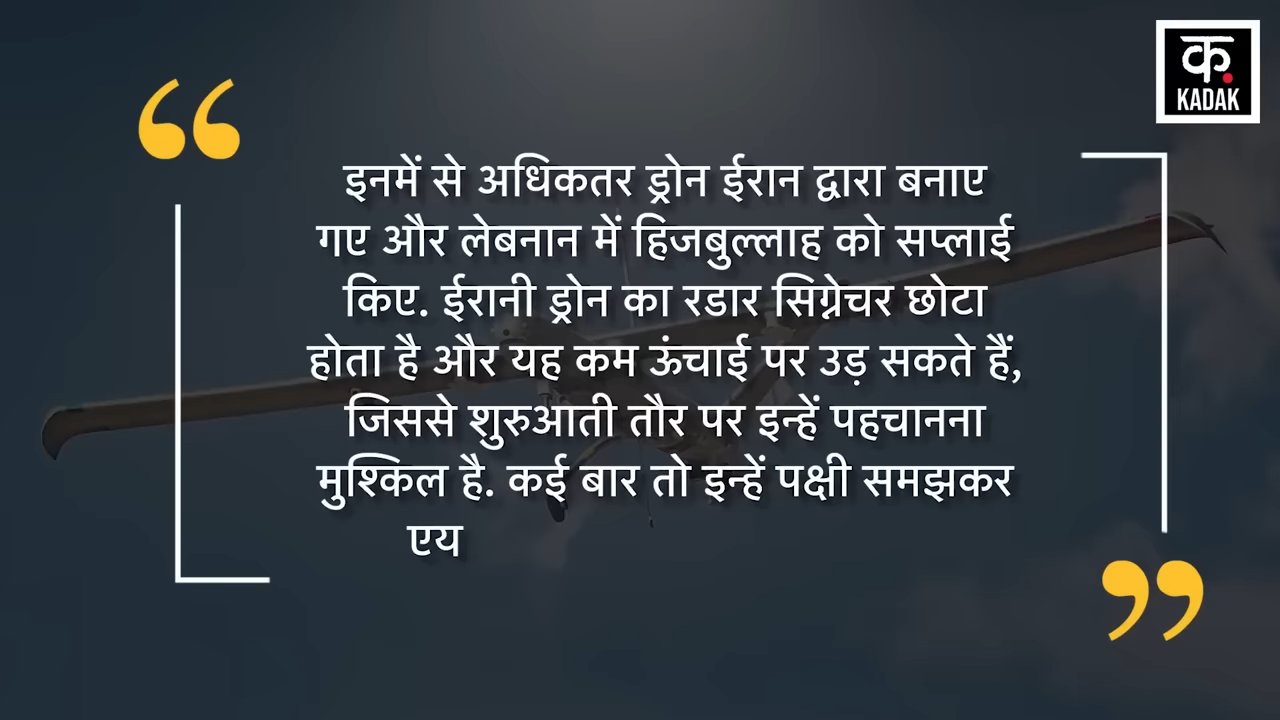 क.
KADAK
इनमें से अधिकतर ड्रोन ईरान द्वारा बनाए
गए और लेबनान में हिजबुल्लाह को सप्लाई
किए. ईरानी ड्रोन का रडार सिग्नेचर छोटा
होता है और यह कम ऊंचाई पर उड़ सकते हैं,
जिससे शुरुआती तौर पर इन्हें पहचानना
मुश्किल है. कई बार तो इन्हें पक्षी समझकर
एय